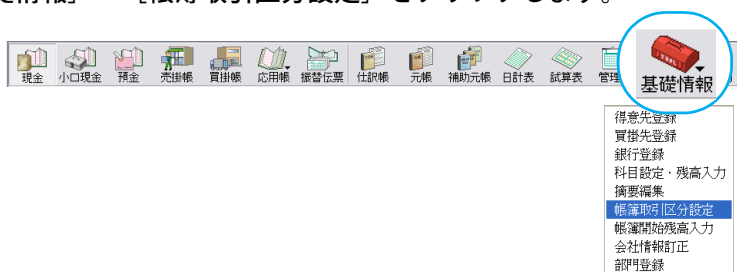 情報］－［帳簿取引区分設定］をクリックします。
現金 小口現金 預金 売掛帳 買掛帳 応用帳 振替伝票 仕訳帳 元帳 補助元帳 日計表 試算表 管理 基礎情報
得意先登録
買掛先登録
銀行登録
科目設定・残高入力
摘要編集
帳簿取引区分設定
帳簿開始残高入力
会社情報訂正
部門登録